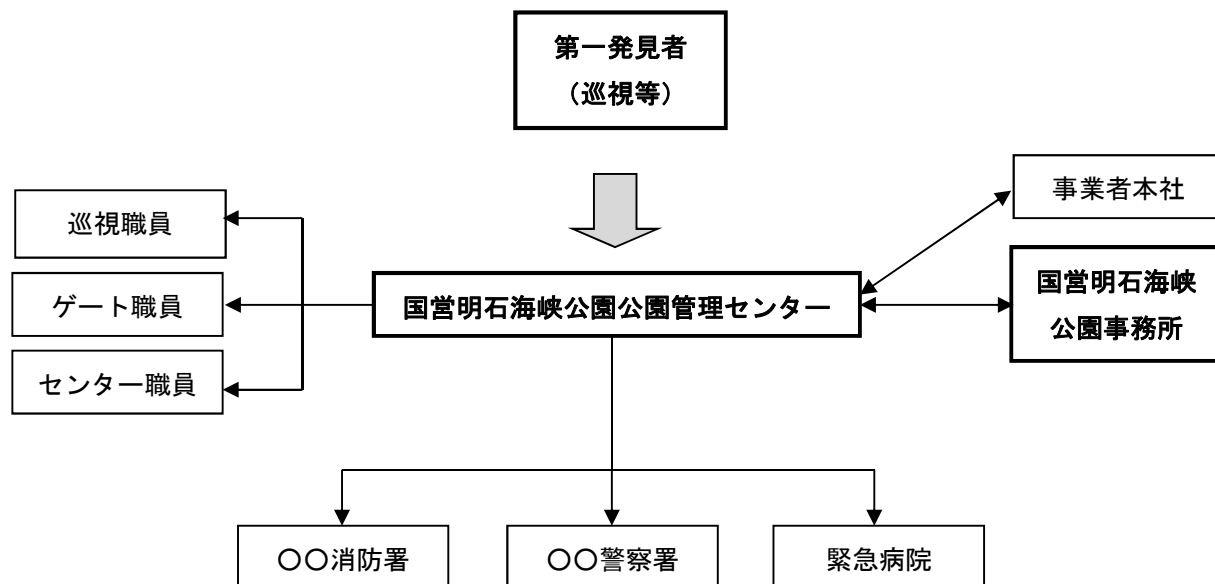 第一発見者
（巡視等）
事業者本社
巡視職員
国営明石海峡
公園事務所
ゲート職員
国営明石海峡公園公園管理センター
センター職員
〇〇消防署
〇〇警察署
緊急病院